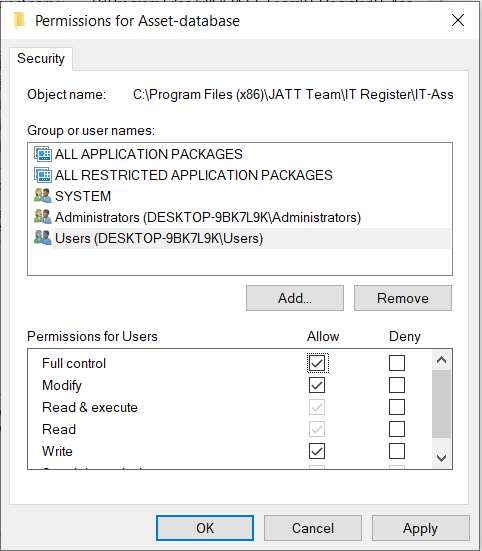 Permissions for Asset-database
Security
Object name: C:\Program Files (x86)\JATT Team\IT Register\IT-Ass
Group or user names:
ALL APPLICATION PACKAGES
ALL RESTRICTED APPLICATION PACKAGES
SYSTEM
Administrators (DESKTOP-9BK7L9K\Administrators)
Users (DESKTOP-9BK7L9K\Users)
Add... Remove
Permissions for Users Allow Deny
Full control
Modify
Read & execute
Read
Write
OK Cancel Apply